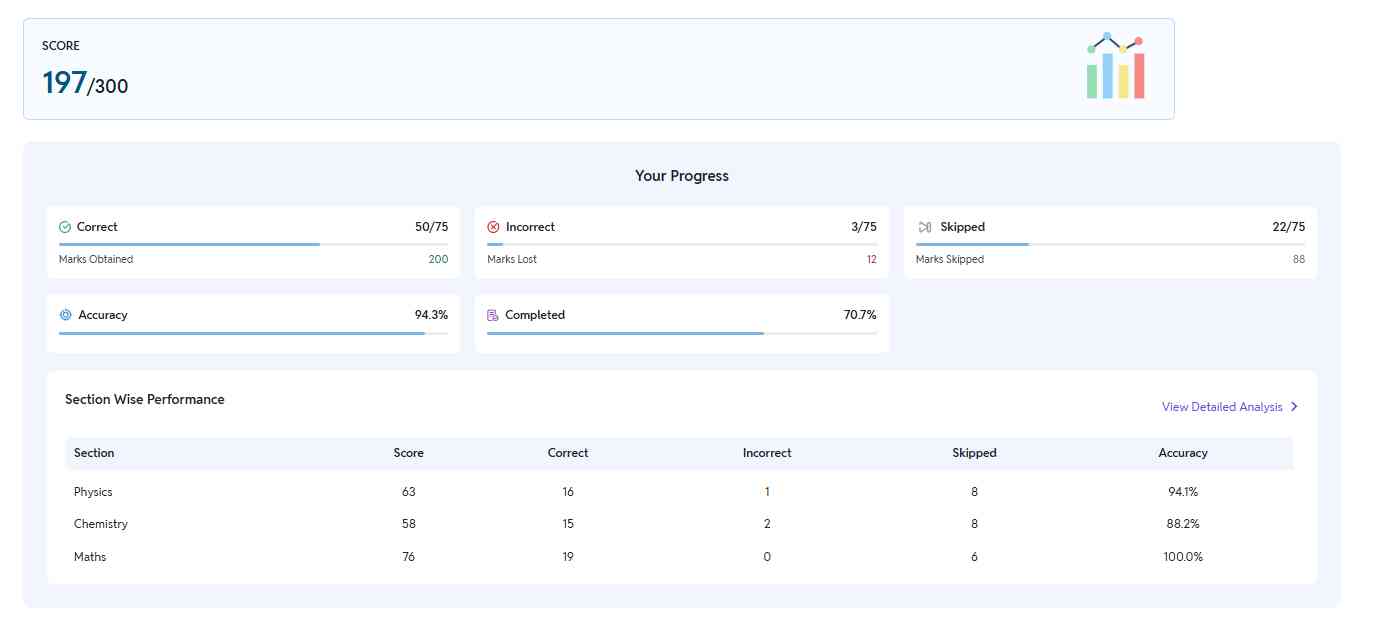 SCORE
197/300
Your Progress
Correct 50/75
Marks Obtained 200
Incorrect 3/75
Marks Lost 12
Skipped 22/75
Marks Skipped 88
Accuracy 94.3%
Completed 70.7%
Section Wise Performance
View Detailed Analysis
Section Score Correct Incorrect Skipped Accuracy
Physics 63 16 1 8 94.1%
Chemistry 58 15 2 8 88.2%
Maths 76 19 0 6 100.0%